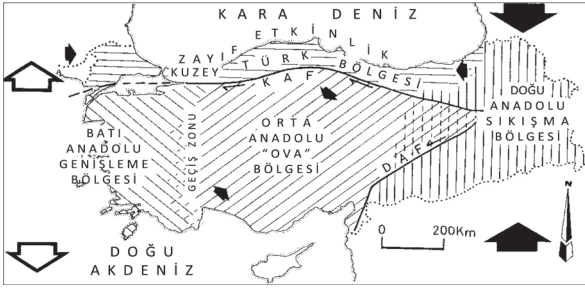 KARA DENİZ
ZAYIF ETKİNLİK
KUZEY TÜRK BÖLGESİ
KAF
DOĞU
ANADOLU
SIKIŞMA
BÖLGESİ
BATI
ANADOLU
GENİŞLEME
BÖLGESİ
GEÇİŞ ZONU
ORTA
ANADOLU
"OVA"
BÖLGESİ
DAF
DOĞU
AKDENİZ
0 200Km
N